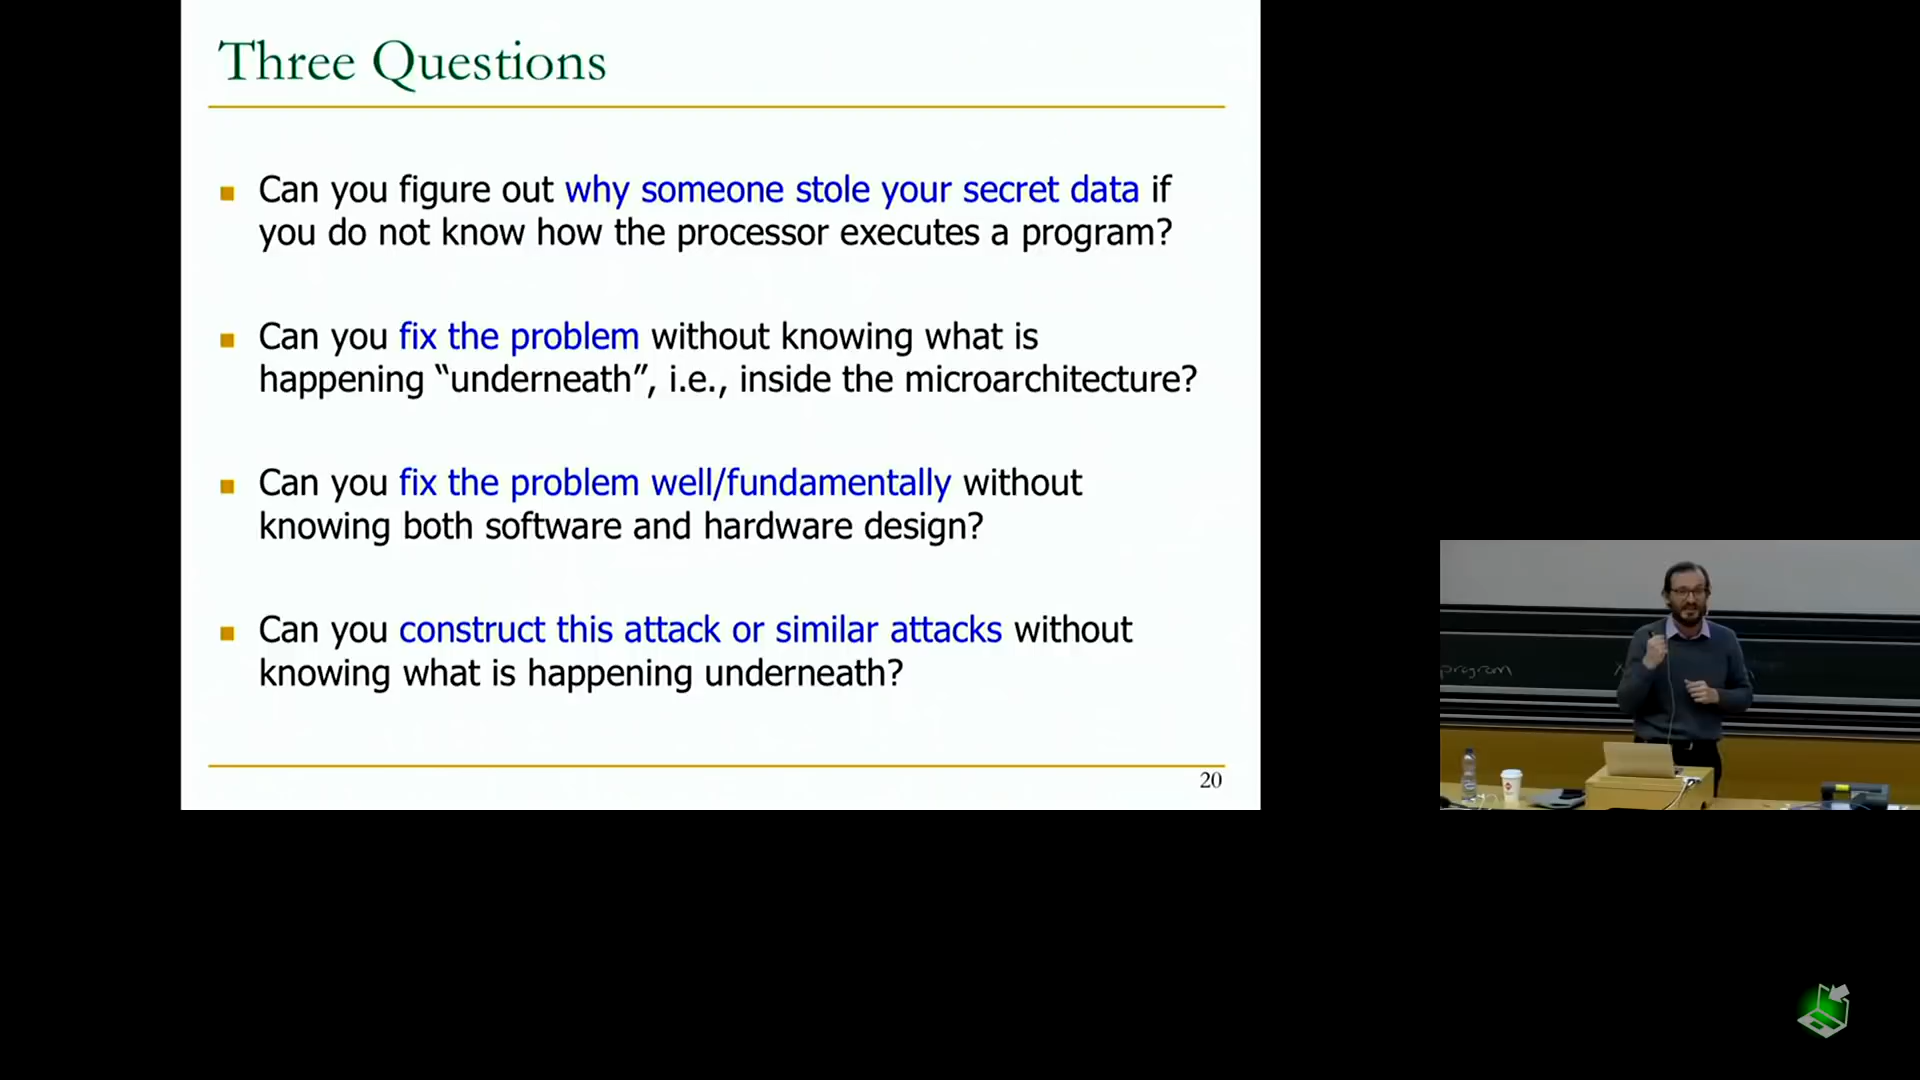 Three Questions
Can you figure out why someone stole your secret data if
you do not know how the processor executes a program?
Can you fix the problem without knowing what is
happening “underneath”, i.e., inside the microarchitecture?
Can you fix the problem well/fundamentally without
knowing both software and hardware design?
Can you construct this attack or similar attacks without
knowing what is happening underneath?
20
program